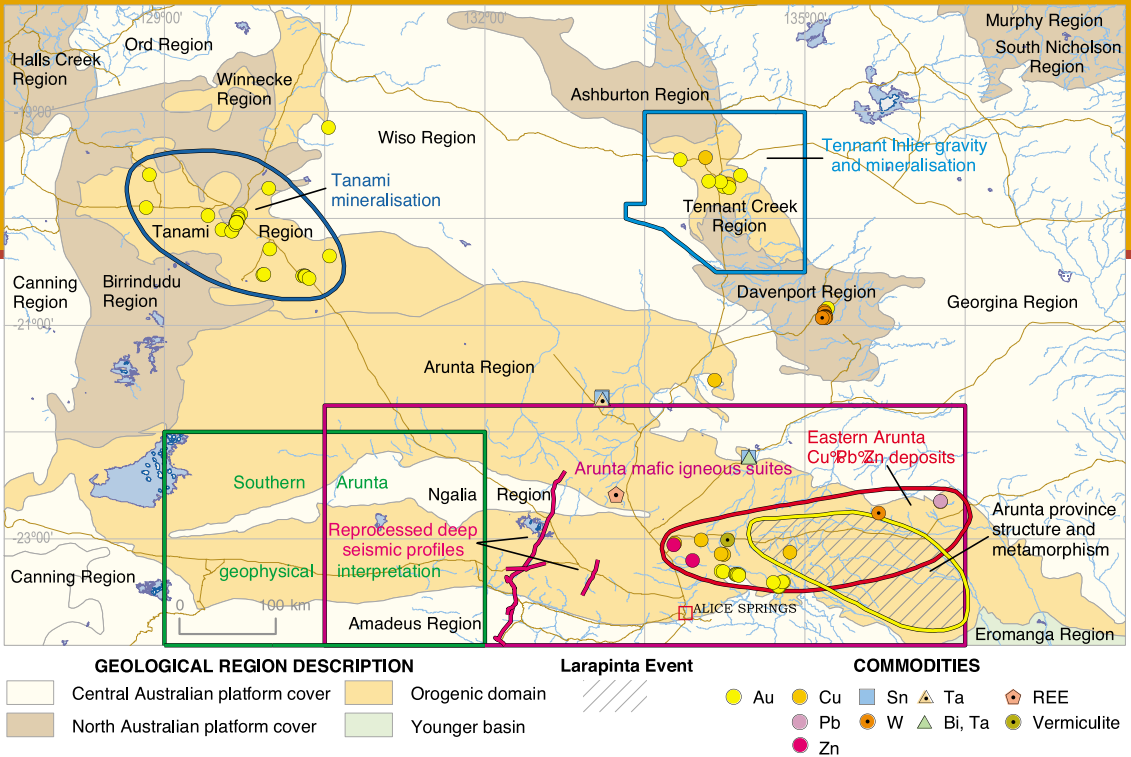 129°00'
132°00'
135°00'
Ord Region
Murphy Region
South Nicholson
Region
Halls Creek
Region
Winnecke
Region
Ashburton Region
-19°00'
Wiso Region
Tennant Inlier gravity
and mineralisation
Tanami
mineralisation
Tennant Creek
Region
Tanami
Region
Canning
Region
Birrindudu
Region
Davenport Region
Georgina Region
-21°00'
Arunta Region
Eastern Arunta
Cu Pb Zn deposits
Arunta mafic igneous suites
Southern
Arunta
Ngalia
Region
Arunta province
structure and
metamorphism
Reprocessed deep
seismic profiles
-23°00'
geophysical
interpretation
Canning Region
0
100 km
ALICE SPRINGS
Amadeus Region
Eromanga Region
GEOLOGICAL REGION DESCRIPTION
Central Australian platform cover
Orogenic domain
North Australian platform cover
Younger basin
Larapinta Event
COMMODITIES
Au
Cu
Sn
Ta
REE
Pb
W
Bi, Ta
Vermiculite
Zn